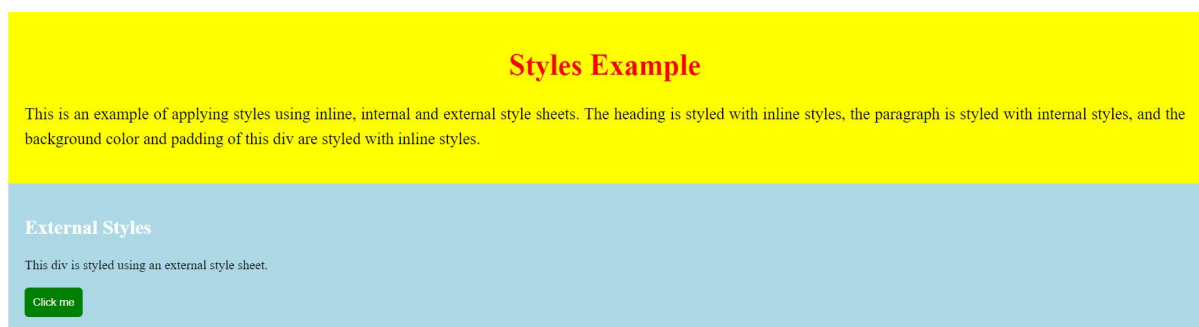 Styles Example
This is an example of applying styles using inline, internal and external style sheets. The heading is styled with inline styles, the paragraph is styled with internal styles, and the
background color and padding of this div are styled with inline styles.
External Styles
This div is styled using an external style sheet.
Click me